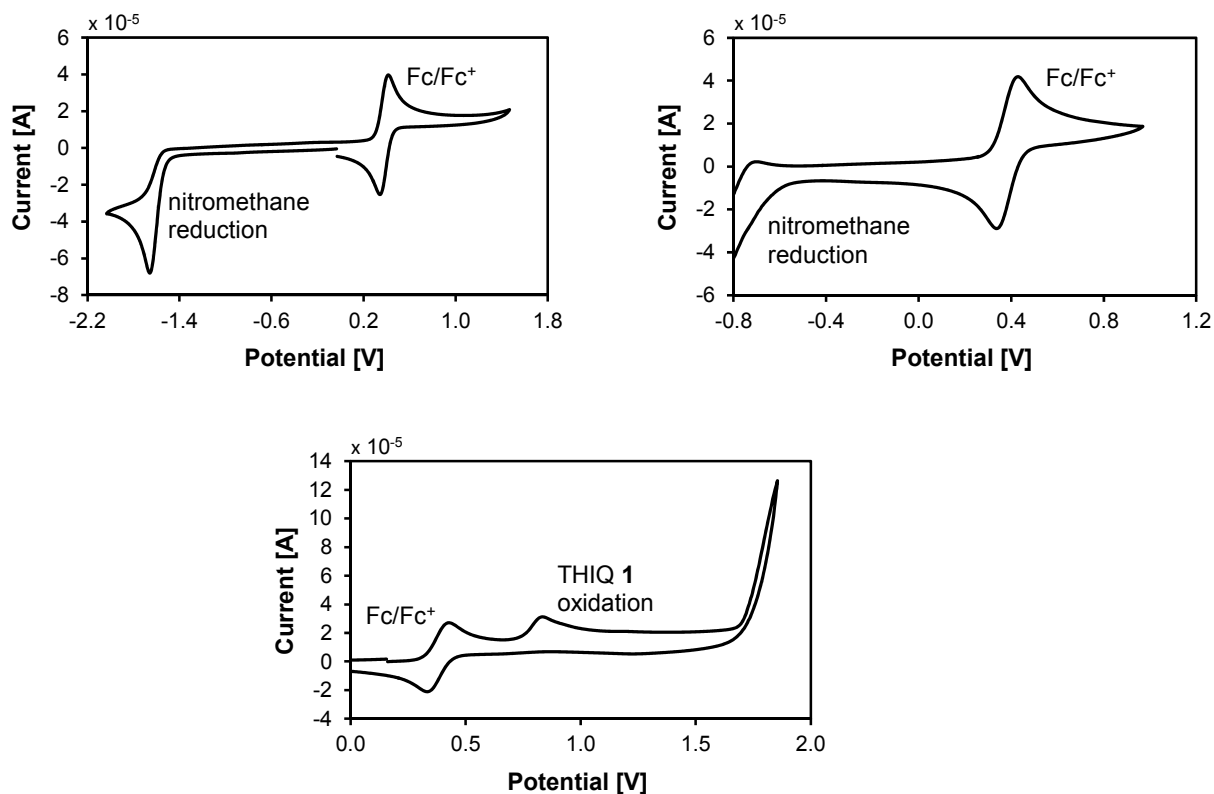 x 10-5
6
4
2
0
-2
-4
-6
-8
Current [A]
Fc/Fc+
nitromethane
reduction
-2.2 -1.4 -0.6 0.2 1.0 1.8
Potential [V]
x 10-5
6
4
2
0
-2
-4
-6
Current [A]
Fc/Fc+
nitromethane
reduction
-0.8 -0.4 0.0 0.4 0.8 1.2
Potential [V]
x 10-5
14
12
10
8
6
4
2
0
-2
-4
Current [A]
Fc/Fc+
THIQ 1
oxidation
0.0 0.5 1.0 1.5 2.0
Potential [V]